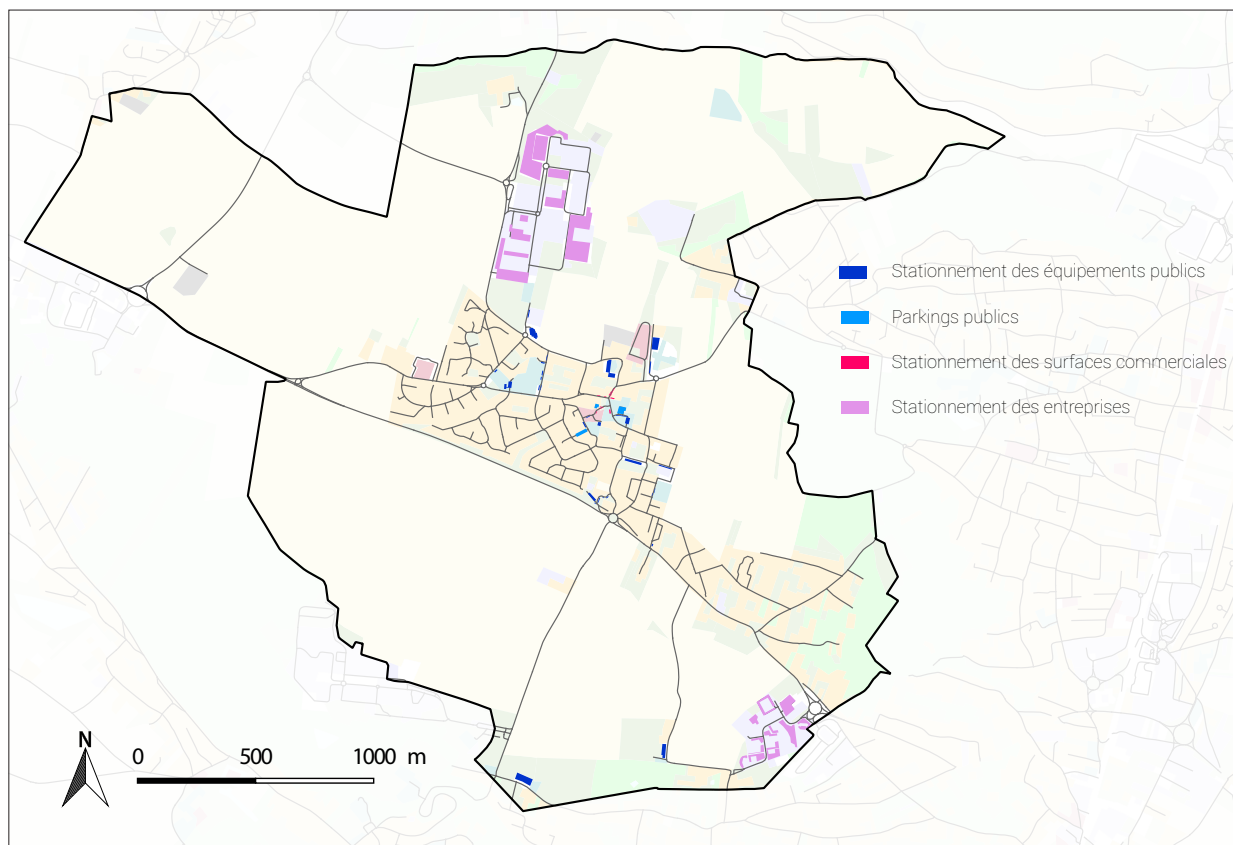 Stationnement des équipements publics
Parkings publics
Stationnement des surfaces commerciales
Stationnement des entreprises
N
0 500 1000 m